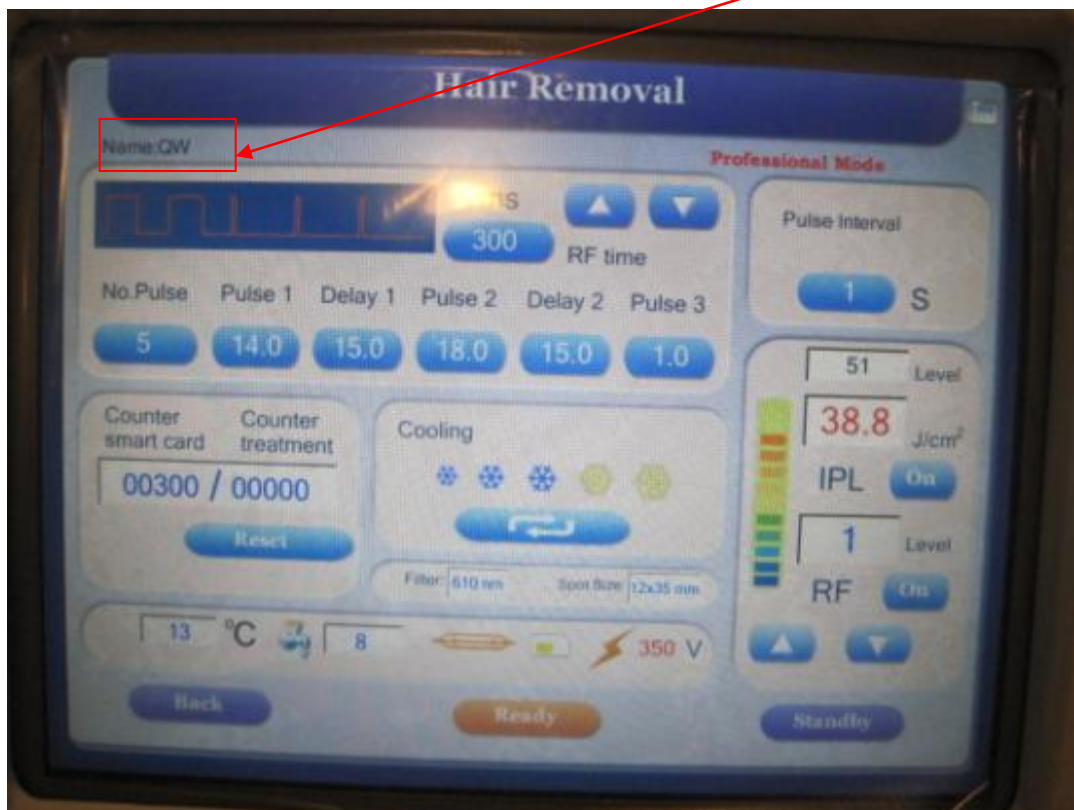 Hair Removal
Name:QW
Professional Mode
300
RF time
Pulse Interval
1 S
No.Pulse Pulse 1 Delay 1 Pulse 2 Delay 2 Pulse 3
5 14.0 15.0 18.0 15.0 1.0
51 Level
38.8 J/cm²
IPL On
1 Level
RF On
Counter smart card
Counter treatment
00300 / 00000
Reset
Cooling
Filter: 610 nm Spot Size 12x35 mm
13 °C 8 350 V
Back Ready Standby